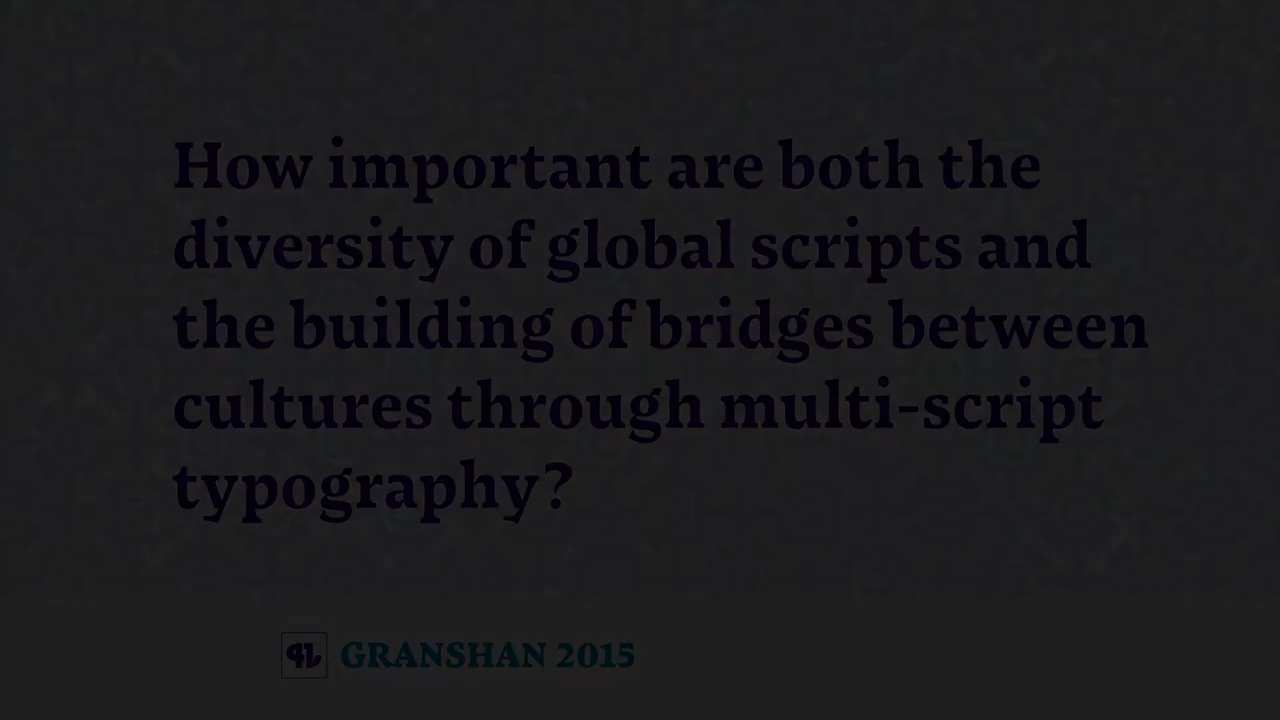 How important are both the
diversity of global scripts and
the building of bridges between
cultures through multi-script
typography?
GRANSHAN 2015